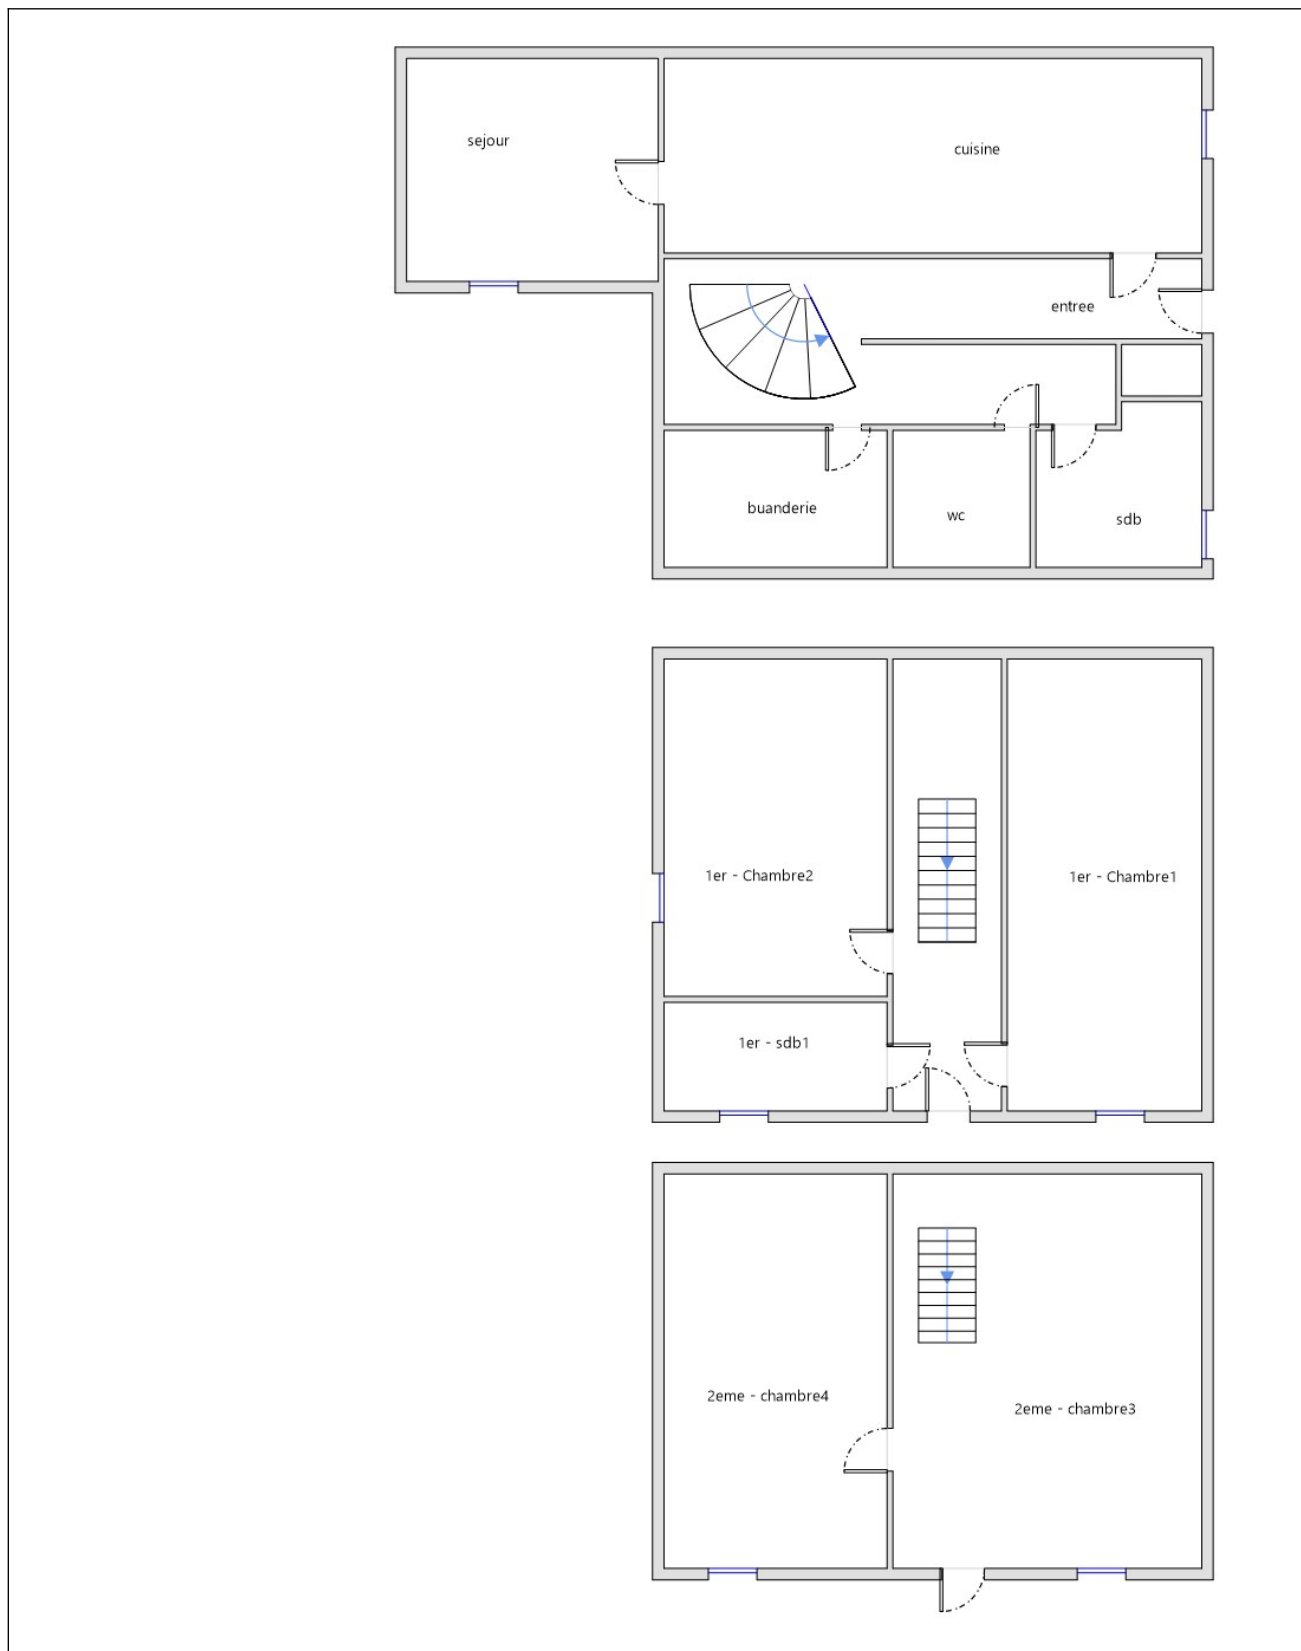 sejour
cuisine
entree
buanderie
wc
sdb
1er - Chambre2
1er - Chambre1
1er - sdb1
2eme - chambre4
2eme - chambre3